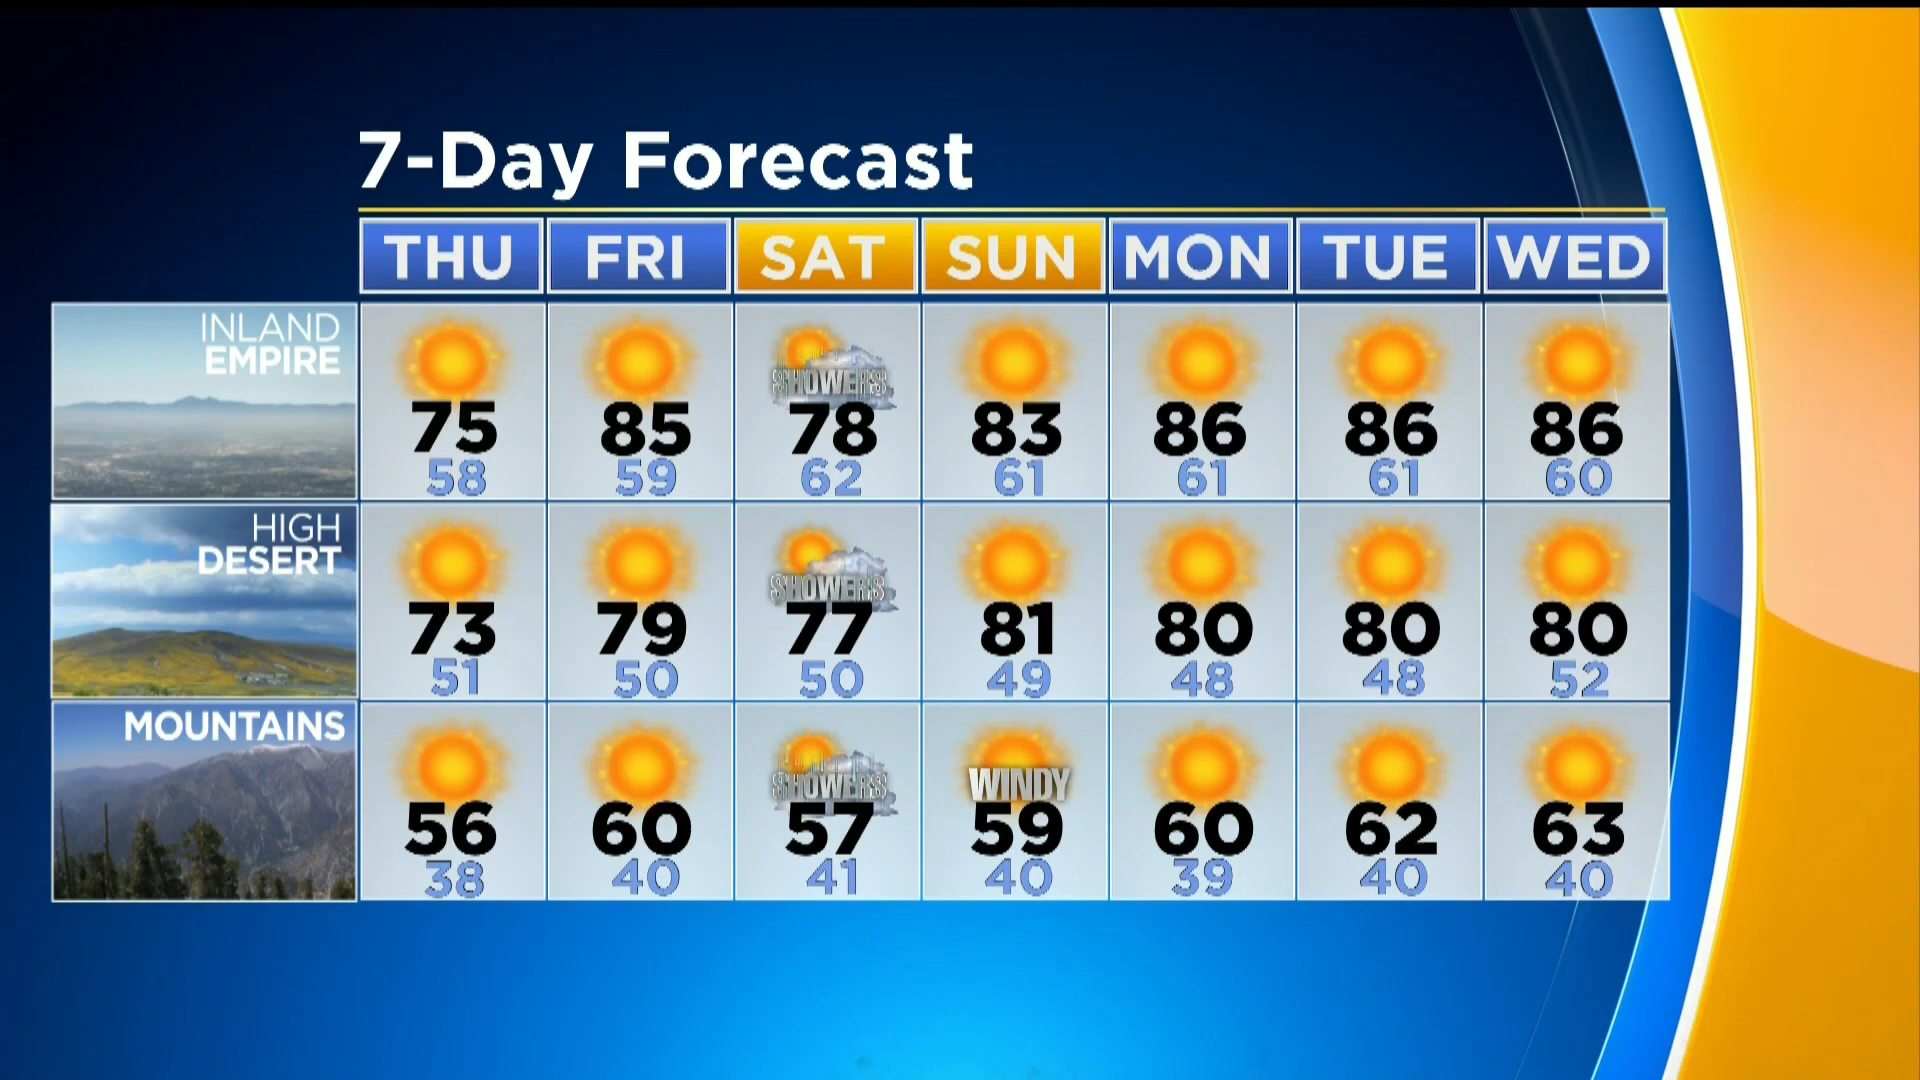 7-Day Forecast
THU FRI SAT SUN MON TUE WED
INLAND
EMPIRE
SHOWERS
75 85 78 83 86 86 86
58 59 62 61 61 61 60
HIGH
DESERT
SHOWERS
73 79 77 81 80 80 80
51 50 50 49 48 48 52
MOUNTAINS
SHOWERS WINDY
56 60 57 59 60 62 63
38 40 41 40 39 40 40